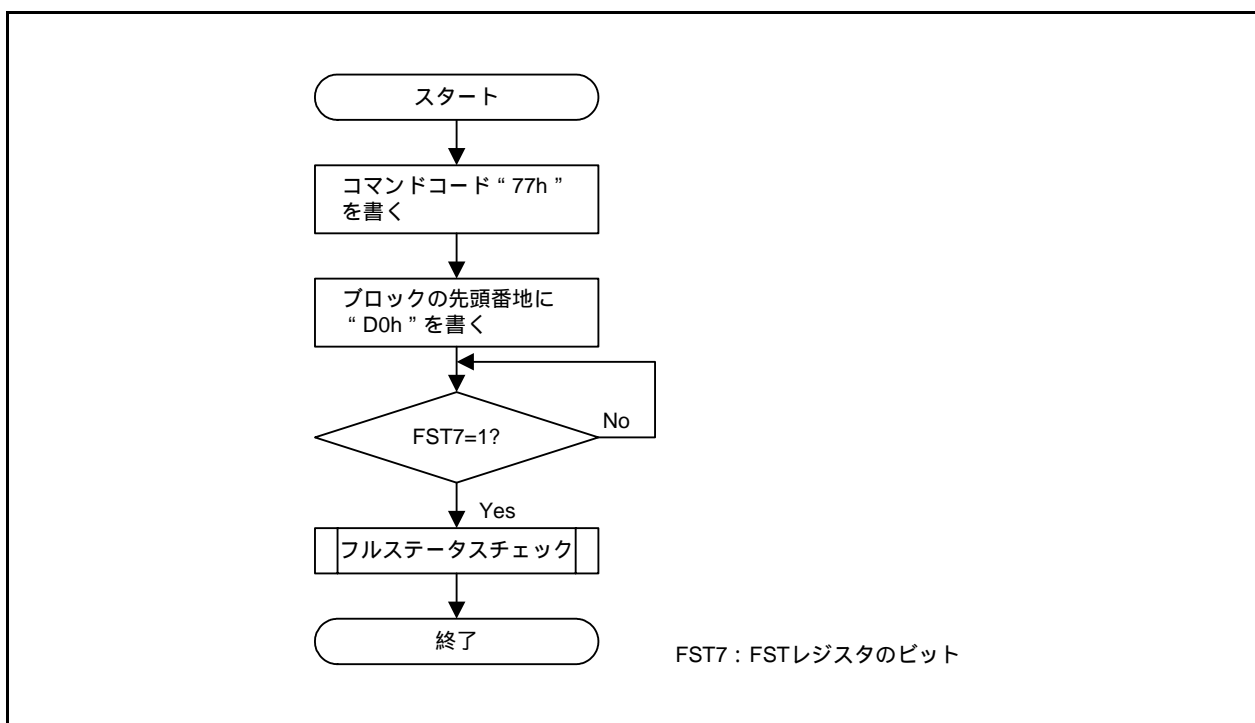 スタート
コマンドコード“ 77h ”
を書く
ブロックの先頭番地に
“ D0h ” を書く
FST7=1?
No
Yes
フルステータスチェック
終了
FST7：FSTレジスタのビット